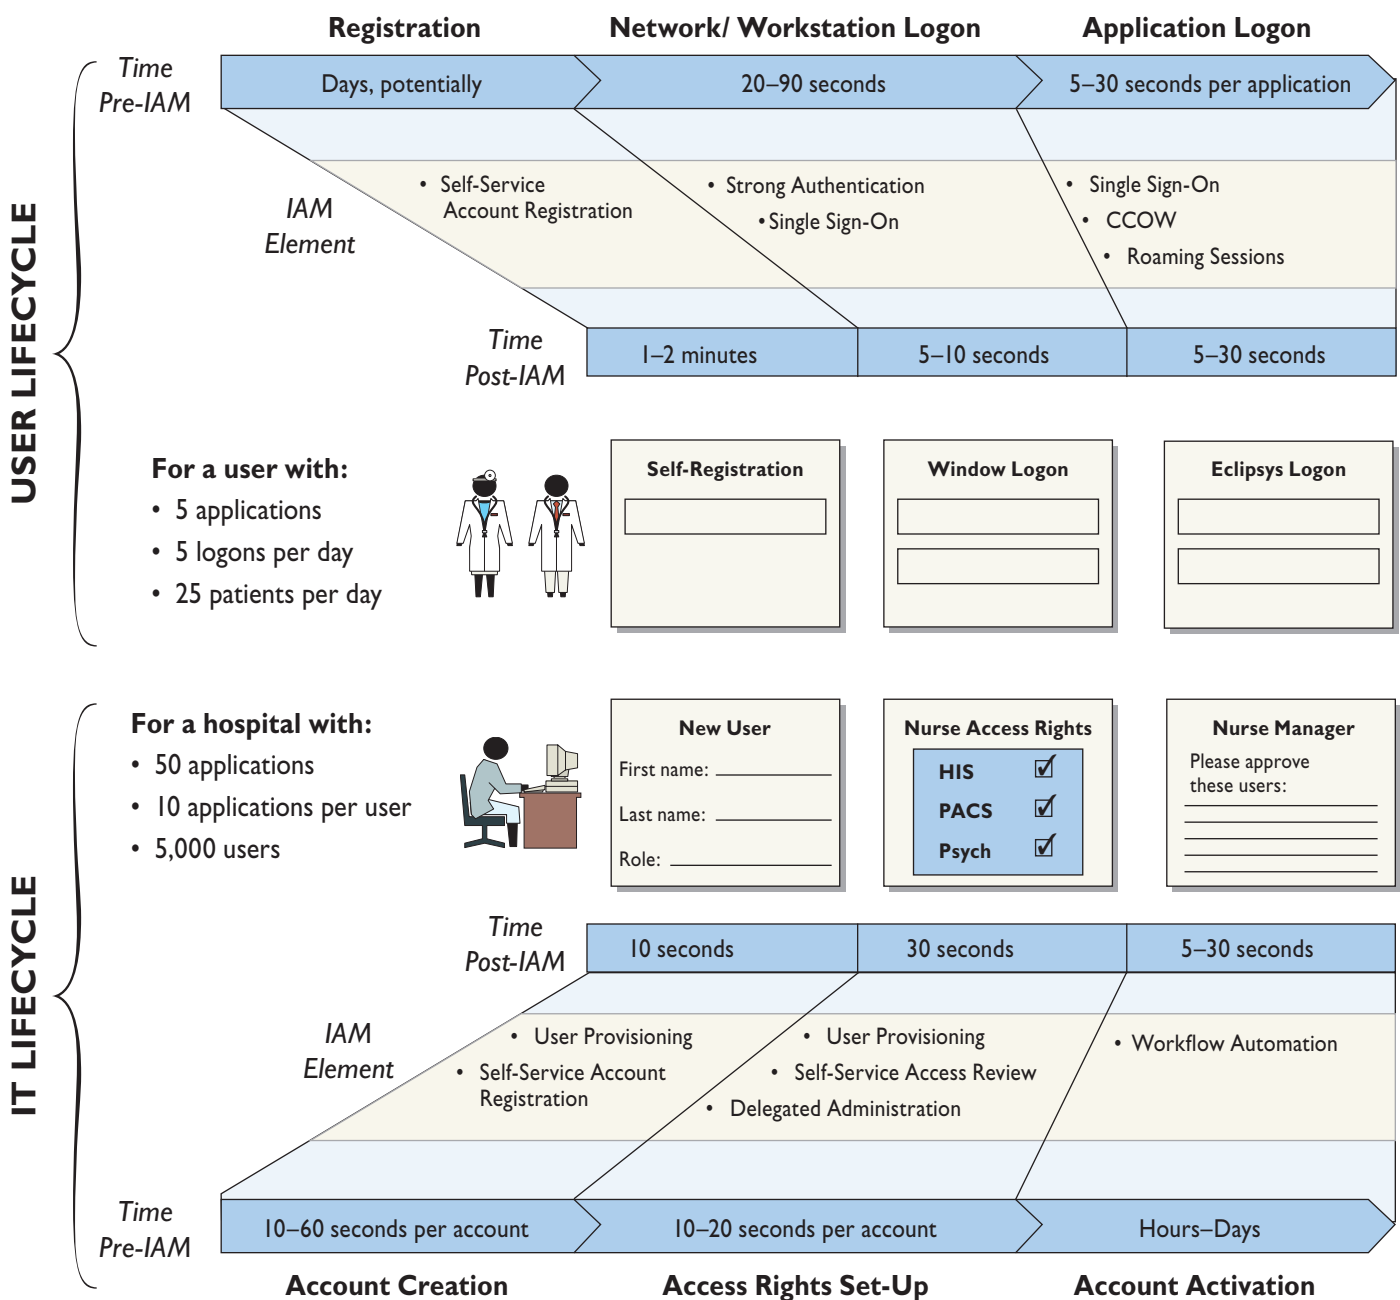 Registration
Network/ Workstation Logon
Application Logon
Time
Pre-IAM
Days, potentially
20–90 seconds
5–30 seconds per application
IAM
Element
• Self-Service
Account Registration
• Strong Authentication
• Single Sign-On
• Single Sign-On
• CCOW
• Roaming Sessions
Time
Post-IAM
1–2 minutes
5–10 seconds
5–30 seconds
USER LIFECYCLE
For a user with:
• 5 applications
• 5 logons per day
• 25 patients per day
Self-Registration
Window Logon
Eclipsys Logon
IT LIFECYCLE
For a hospital with:
• 50 applications
• 10 applications per user
• 5,000 users
New User
First name:
Last name:
Role:
Nurse Access Rights
HIS
PACS
Psych
Nurse Manager
Please approve
these users:
Time
Post-IAM
10 seconds
30 seconds
5–30 seconds
IAM
Element
• User Provisioning
• Self-Service Account
Registration
• User Provisioning
• Self-Service Access Review
• Delegated Administration
• Workflow Automation
Time
Pre-IAM
10–60 seconds per account
10–20 seconds per account
Hours–Days
Account Creation
Access Rights Set-Up
Account Activation